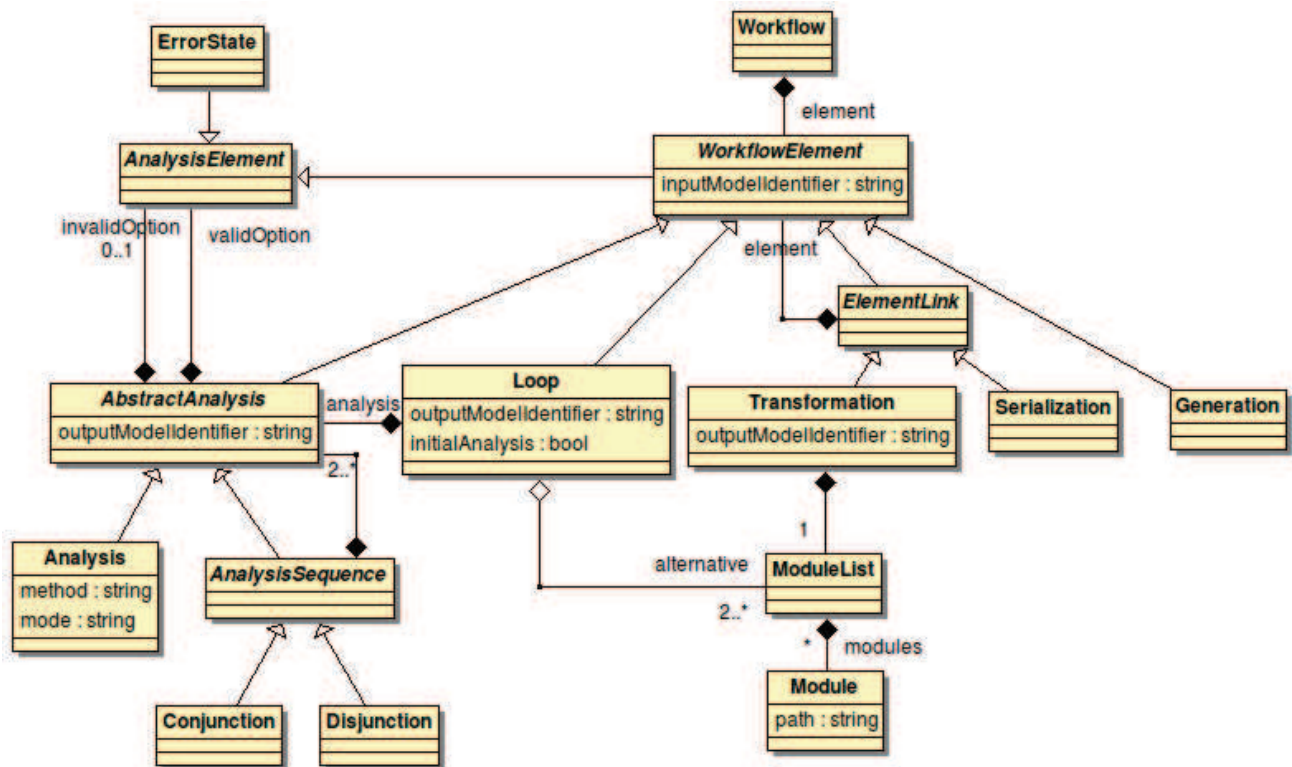 ErrorState
Workflow
element
AnalysisElement
WorkflowElement
inputModelIdentifier : string
invalidOption
0..1
validOption
element
ElementLink
AbstractAnalysis
outputModelIdentifier : string
analysis
2..*
Loop
outputModelIdentifier : string
initialAnalysis : bool
Transformation
outputModelIdentifier : string
Serialization
Generation
1
Analysis
method : string
mode : string
AnalysisSequence
alternative
2..*
ModuleList
* modules
Conjunction
Disjunction
Module
path : string